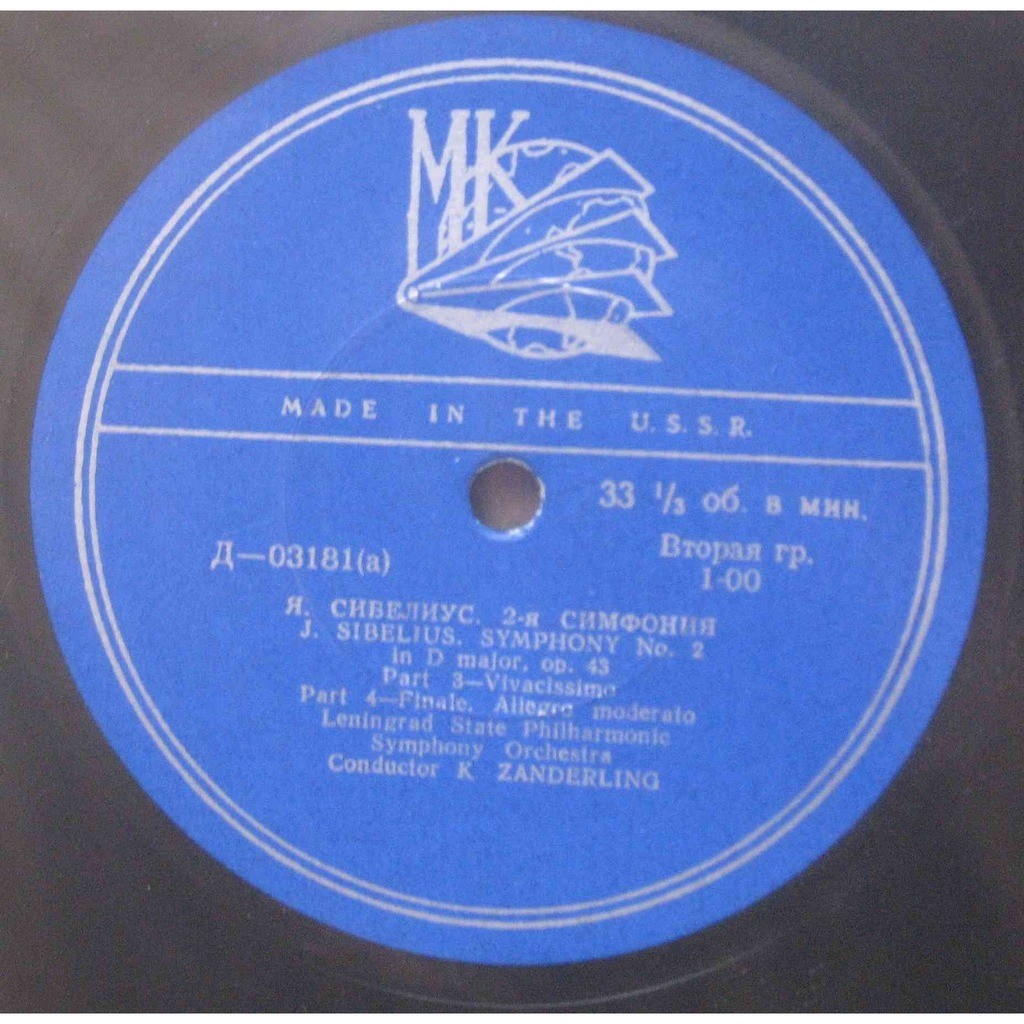 МК
MADE IN THE U.S.S.R.
33 1/3 об. в мин.
Вторая гр.
1-00
Д—03181(а)
Я. СИБЕЛИУС. 2-я СИМФОНИЯ
J. SIBELIUS. SYMPHONY No. 2
in D major, op. 43
Part 3—Vivacissimo
Part 4—Finale. Allegro moderato
Leningrad State Philharmonic
Symphony Orchestra
Conductor K ZANDERLING